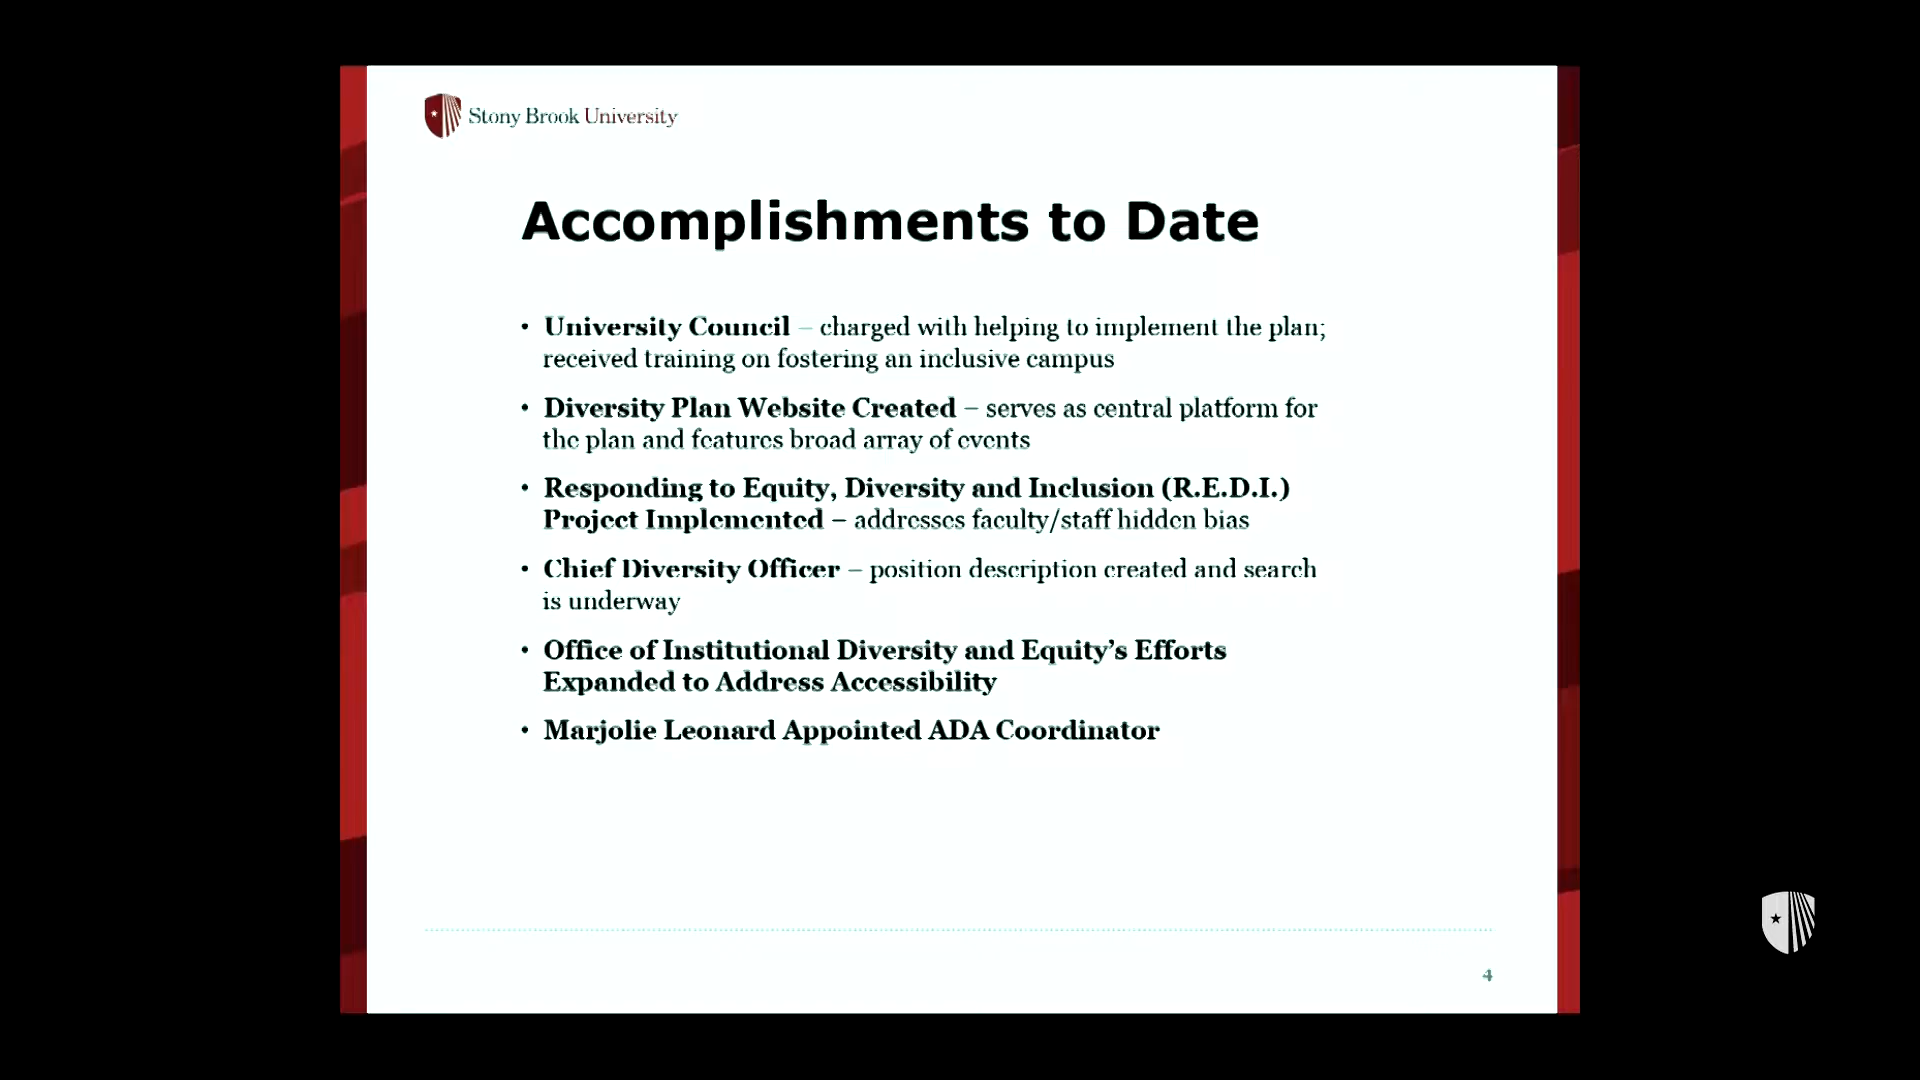 Stony Brook University
Accomplishments to Date
• University Council – charged with helping to implement the plan;
received training on fostering an inclusive campus
• Diversity Plan Website Created – serves as central platform for
the plan and features broad array of events
• Responding to Equity, Diversity and Inclusion (R.E.D.I.)
Project Implemented – addresses faculty/staff hidden bias
• Chief Diversity Officer – position description created and search
is underway
• Office of Institutional Diversity and Equity’s Efforts
Expanded to Address Accessibility
• Marjolie Leonard Appointed ADA Coordinator
4